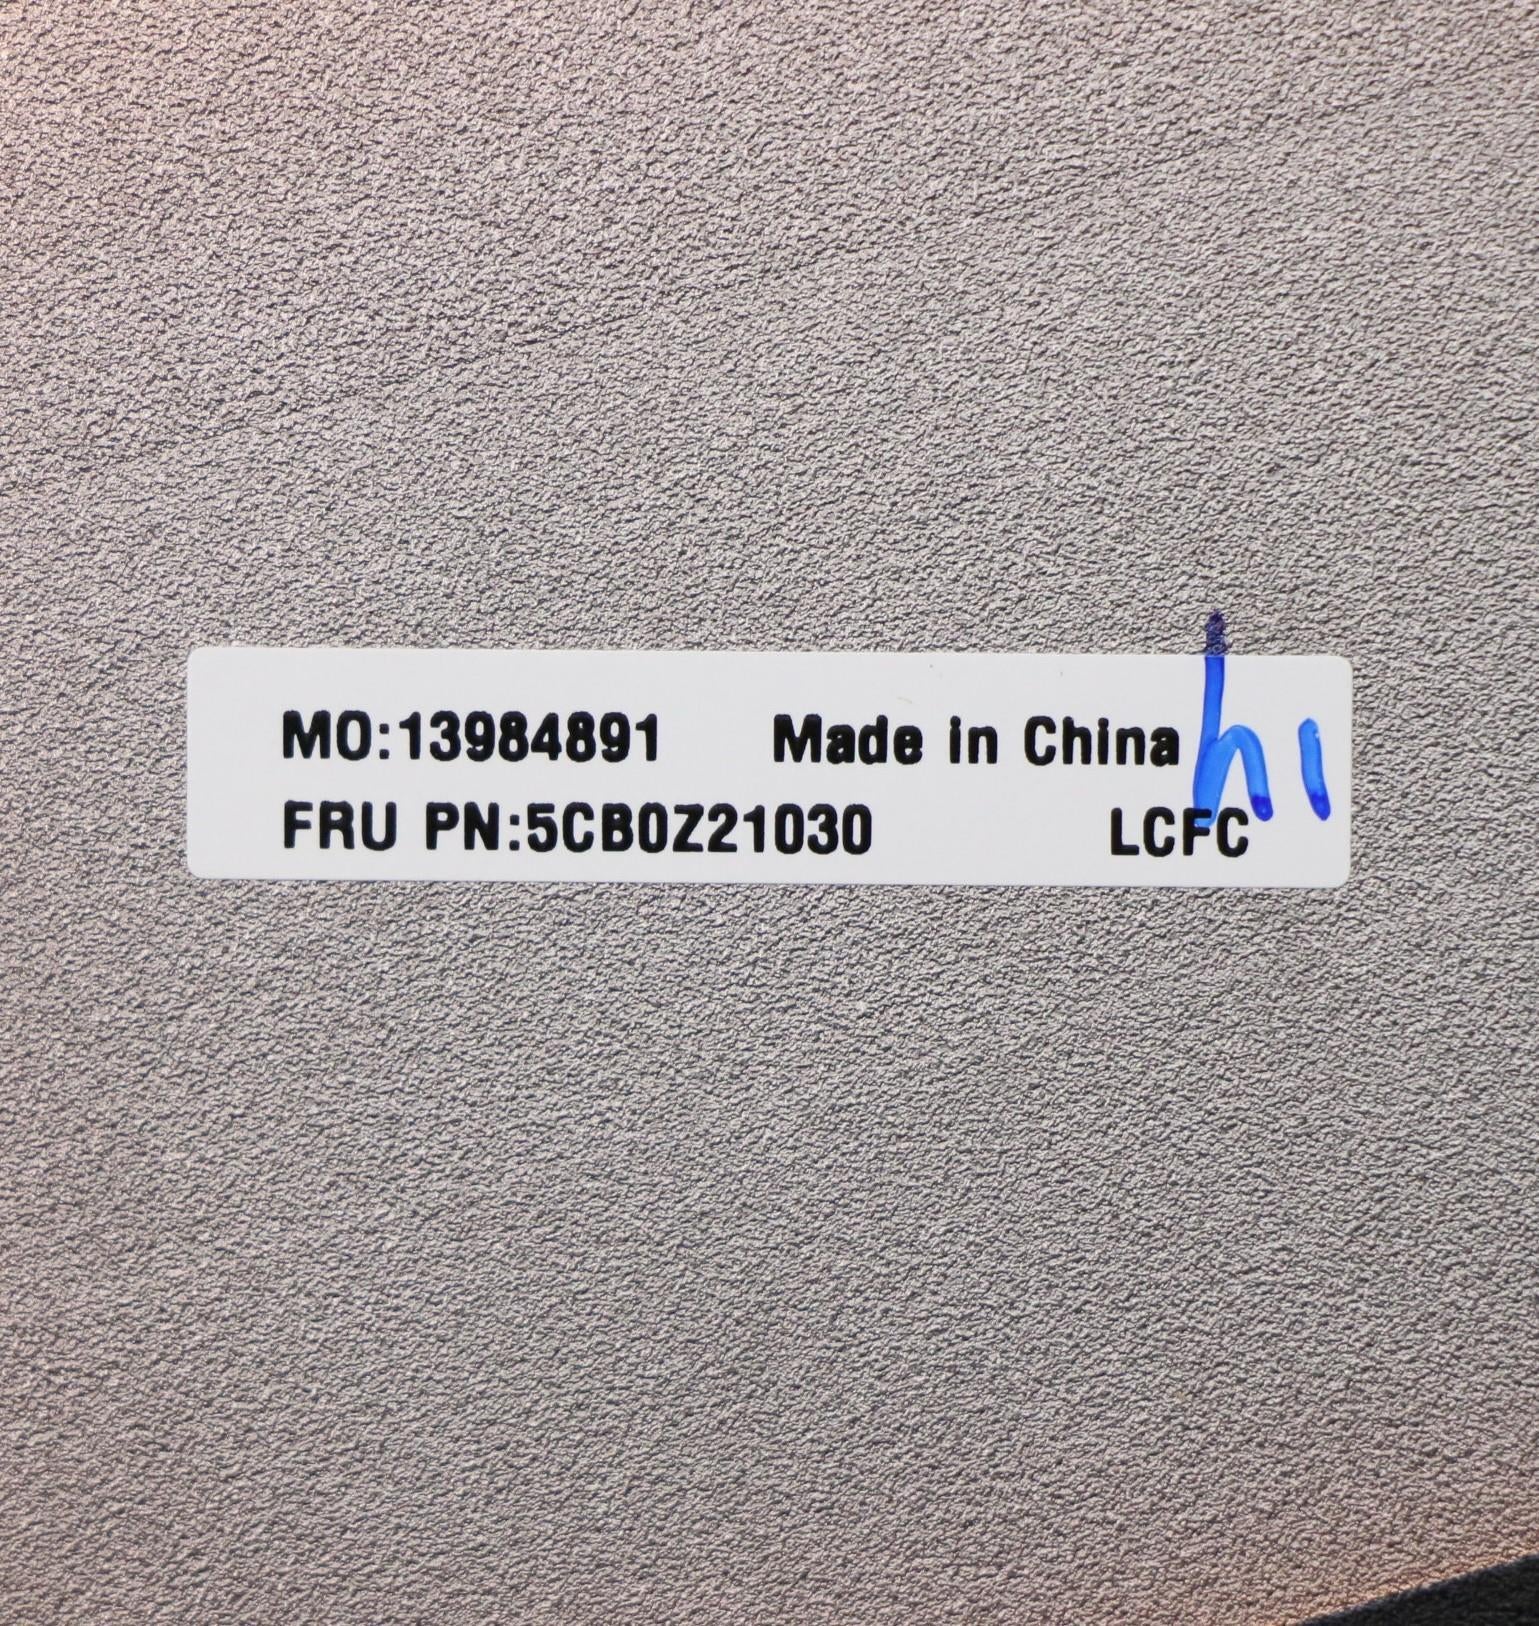 MO:13984891 Made in China hi
FRU PN:5CB0Z21030 LCFC